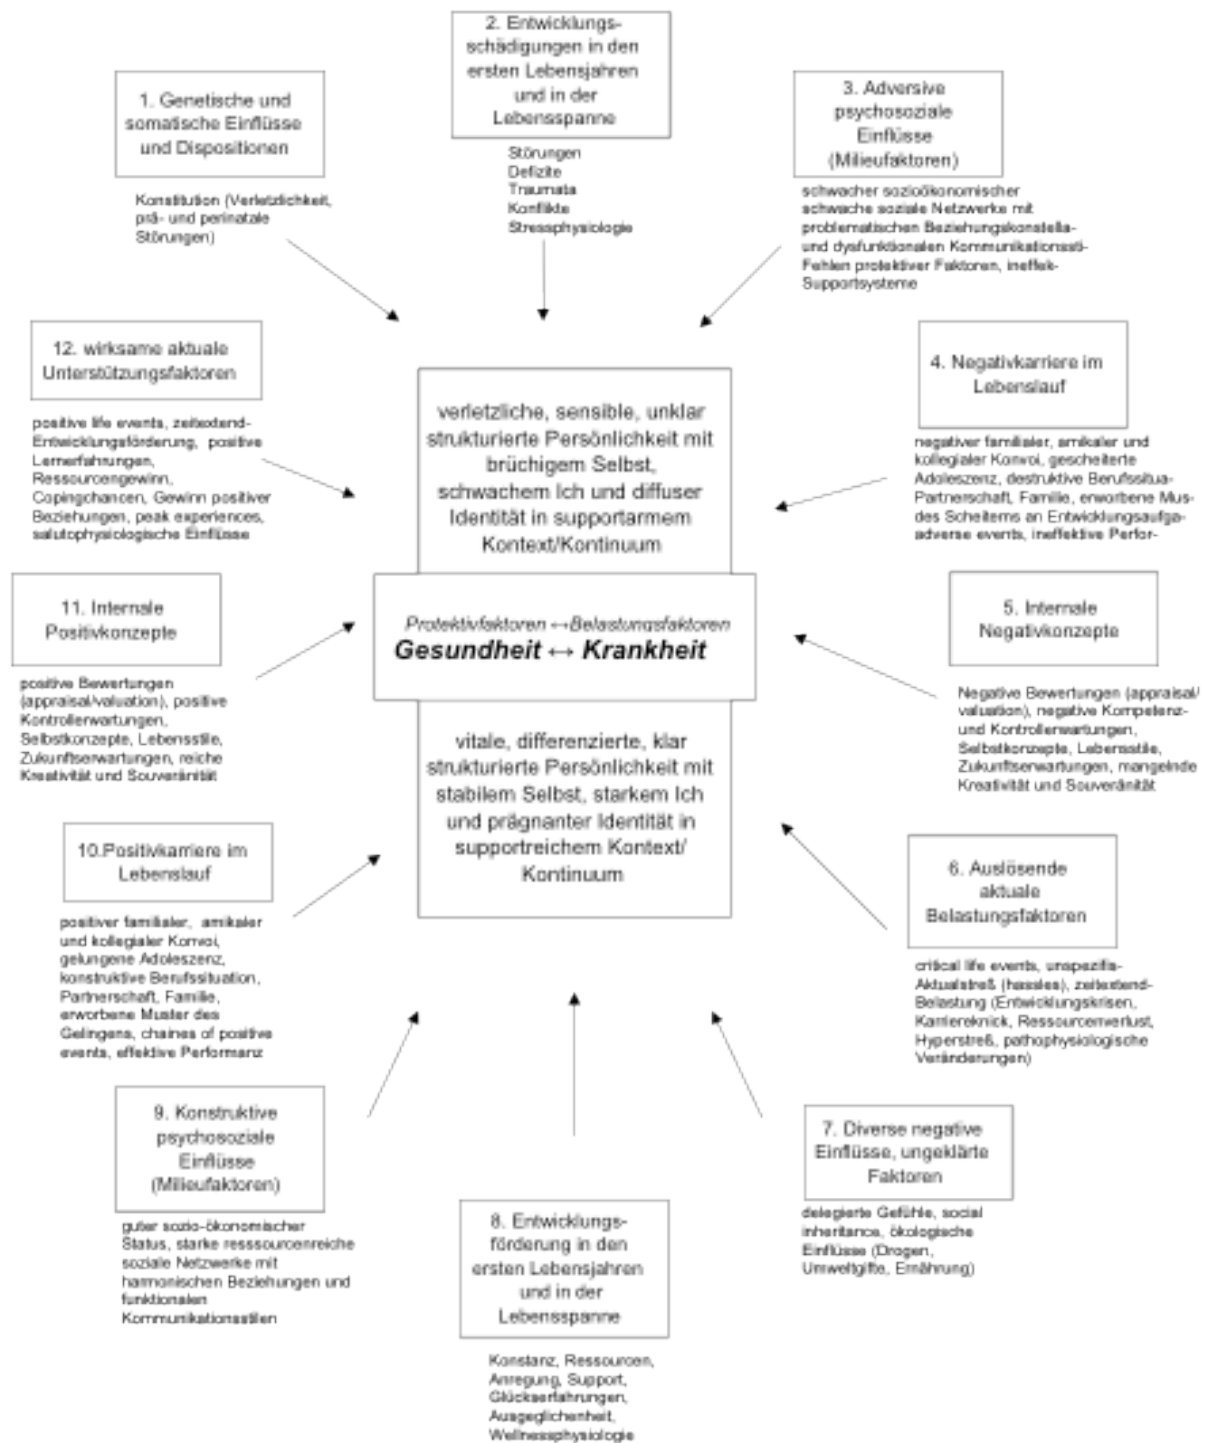 2. Entwicklungs-
schädigungen in den
ersten Lebensjahren
und in der
Lebensspanne
Störungen
Defizite
Traumata
Konflikte
Stressphysiologie
1. Genetische und
somatische Einflüsse
und Dispositionen
Konstitution (Verletzlichkeit,
prä- und perinatale
Störungen)
3. Adversive
psychosoziale
Einflüsse
(Milieufaktoren)
schwacher sozioökonomischer
schwache soziale Netzwerke mit
problematischen Beziehungskonstella-
und dysfunktionalen Kommunikationssti-
Fehlen protektiver Faktoren, ineffek-
Supportsysteme
12. wirksame aktuale
Unterstützungsfaktoren
positive life events, zeitextend-
Entwicklungsförderung, positive
Lernerfahrungen,
Ressourcengewinn,
Copingchancen, Gewinn positiver
Beziehungen, peak experiences,
salutophysiologische Einflüsse
verletzliche, sensible, unklar
strukturierte Persönlichkeit mit
brüchigem Selbst,
schwachem Ich und diffuser
Identität in supportarmem
Kontext/Kontinuum
4. Negativkarriere im
Lebenslauf
negativer familialer, amikaler und
kollegialer Konvoi, gescheiterte
Adoleszenz, destruktive Berufssitua-
Partnerschaft, Familie, erworbene Mus-
des Scheiterns an Entwicklungsaufga-
adverse events, ineffektive Perfor-
11. Internale
Positivkonzepte
positive Bewertungen
(appraisal/valuation), positive
Kontrollerwartungen,
Selbstkonzepte, Lebensstile,
Zukunftserwartungen, reiche
Kreativität und Souveränität
Protektivfaktoren ↔Belastungsfaktoren
Gesundheit ↔ Krankheit
5. Internale
Negativkonzepte
Negative Bewertungen (appraisal/
valuation), negative Kompetenz-
und Kontrollerwartungen,
Selbstkonzepte, Lebensstile,
Zukunftserwartungen, mangelnde
Kreativität und Souveränität
vitale, differenzierte, klar
strukturierte Persönlichkeit mit
stabilem Selbst, starkem Ich
und prägnanter Identität in
supportreichem Kontext/
Kontinuum
10.Positivkarriere im
Lebenslauf
positiver familialer, amikaler
und kollegialer Konvoi,
gelungene Adoleszenz,
konstruktive Berufssituation,
Partnerschaft, Familie,
erworbene Muster des
Gelingens, chaines of positive
events, effektive Performanz
6. Auslösende
aktuale
Belastungsfaktoren
critical life events, unspezifis-
Aktualstreß (hassles), zeitextend-
Belastung (Entwicklungskrisen,
Karriereknick, Ressourcenverlust,
Hyperstreß, pathophysiologische
Veränderungen)
9. Konstruktive
psychosoziale
Einflüsse
(Milieufaktoren)
guter sozio-ökonomischer
Status, starke resssourcenreiche
soziale Netzwerke mit
harmonischen Beziehungen und
funktionalen
Kommunikationsstilen
8. Entwicklungs-
förderung in den
ersten Lebensjahren
und in der
Lebensspanne
Konstanz, Ressourcen,
Anregung, Support,
Glückserfahrungen,
Ausgeglichenheit,
Wellnessphysiologie
7. Diverse negative
Einflüsse, ungeklärte
Faktoren
delegierte Gefühle, social
inheritance, ökologische
Einflüsse (Drogen,
Umweltgifte, Ernährung)